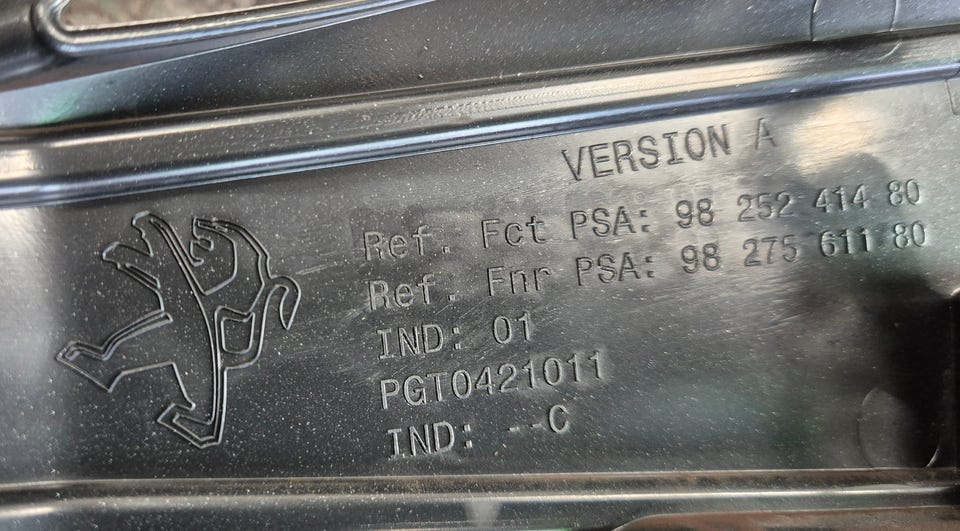 VERSION A
Ref. Fct PSA: 98 252 414 80
Ref. Fnr PSA: 98 275 611 80
IND: 01
PGT0421011
IND: --C